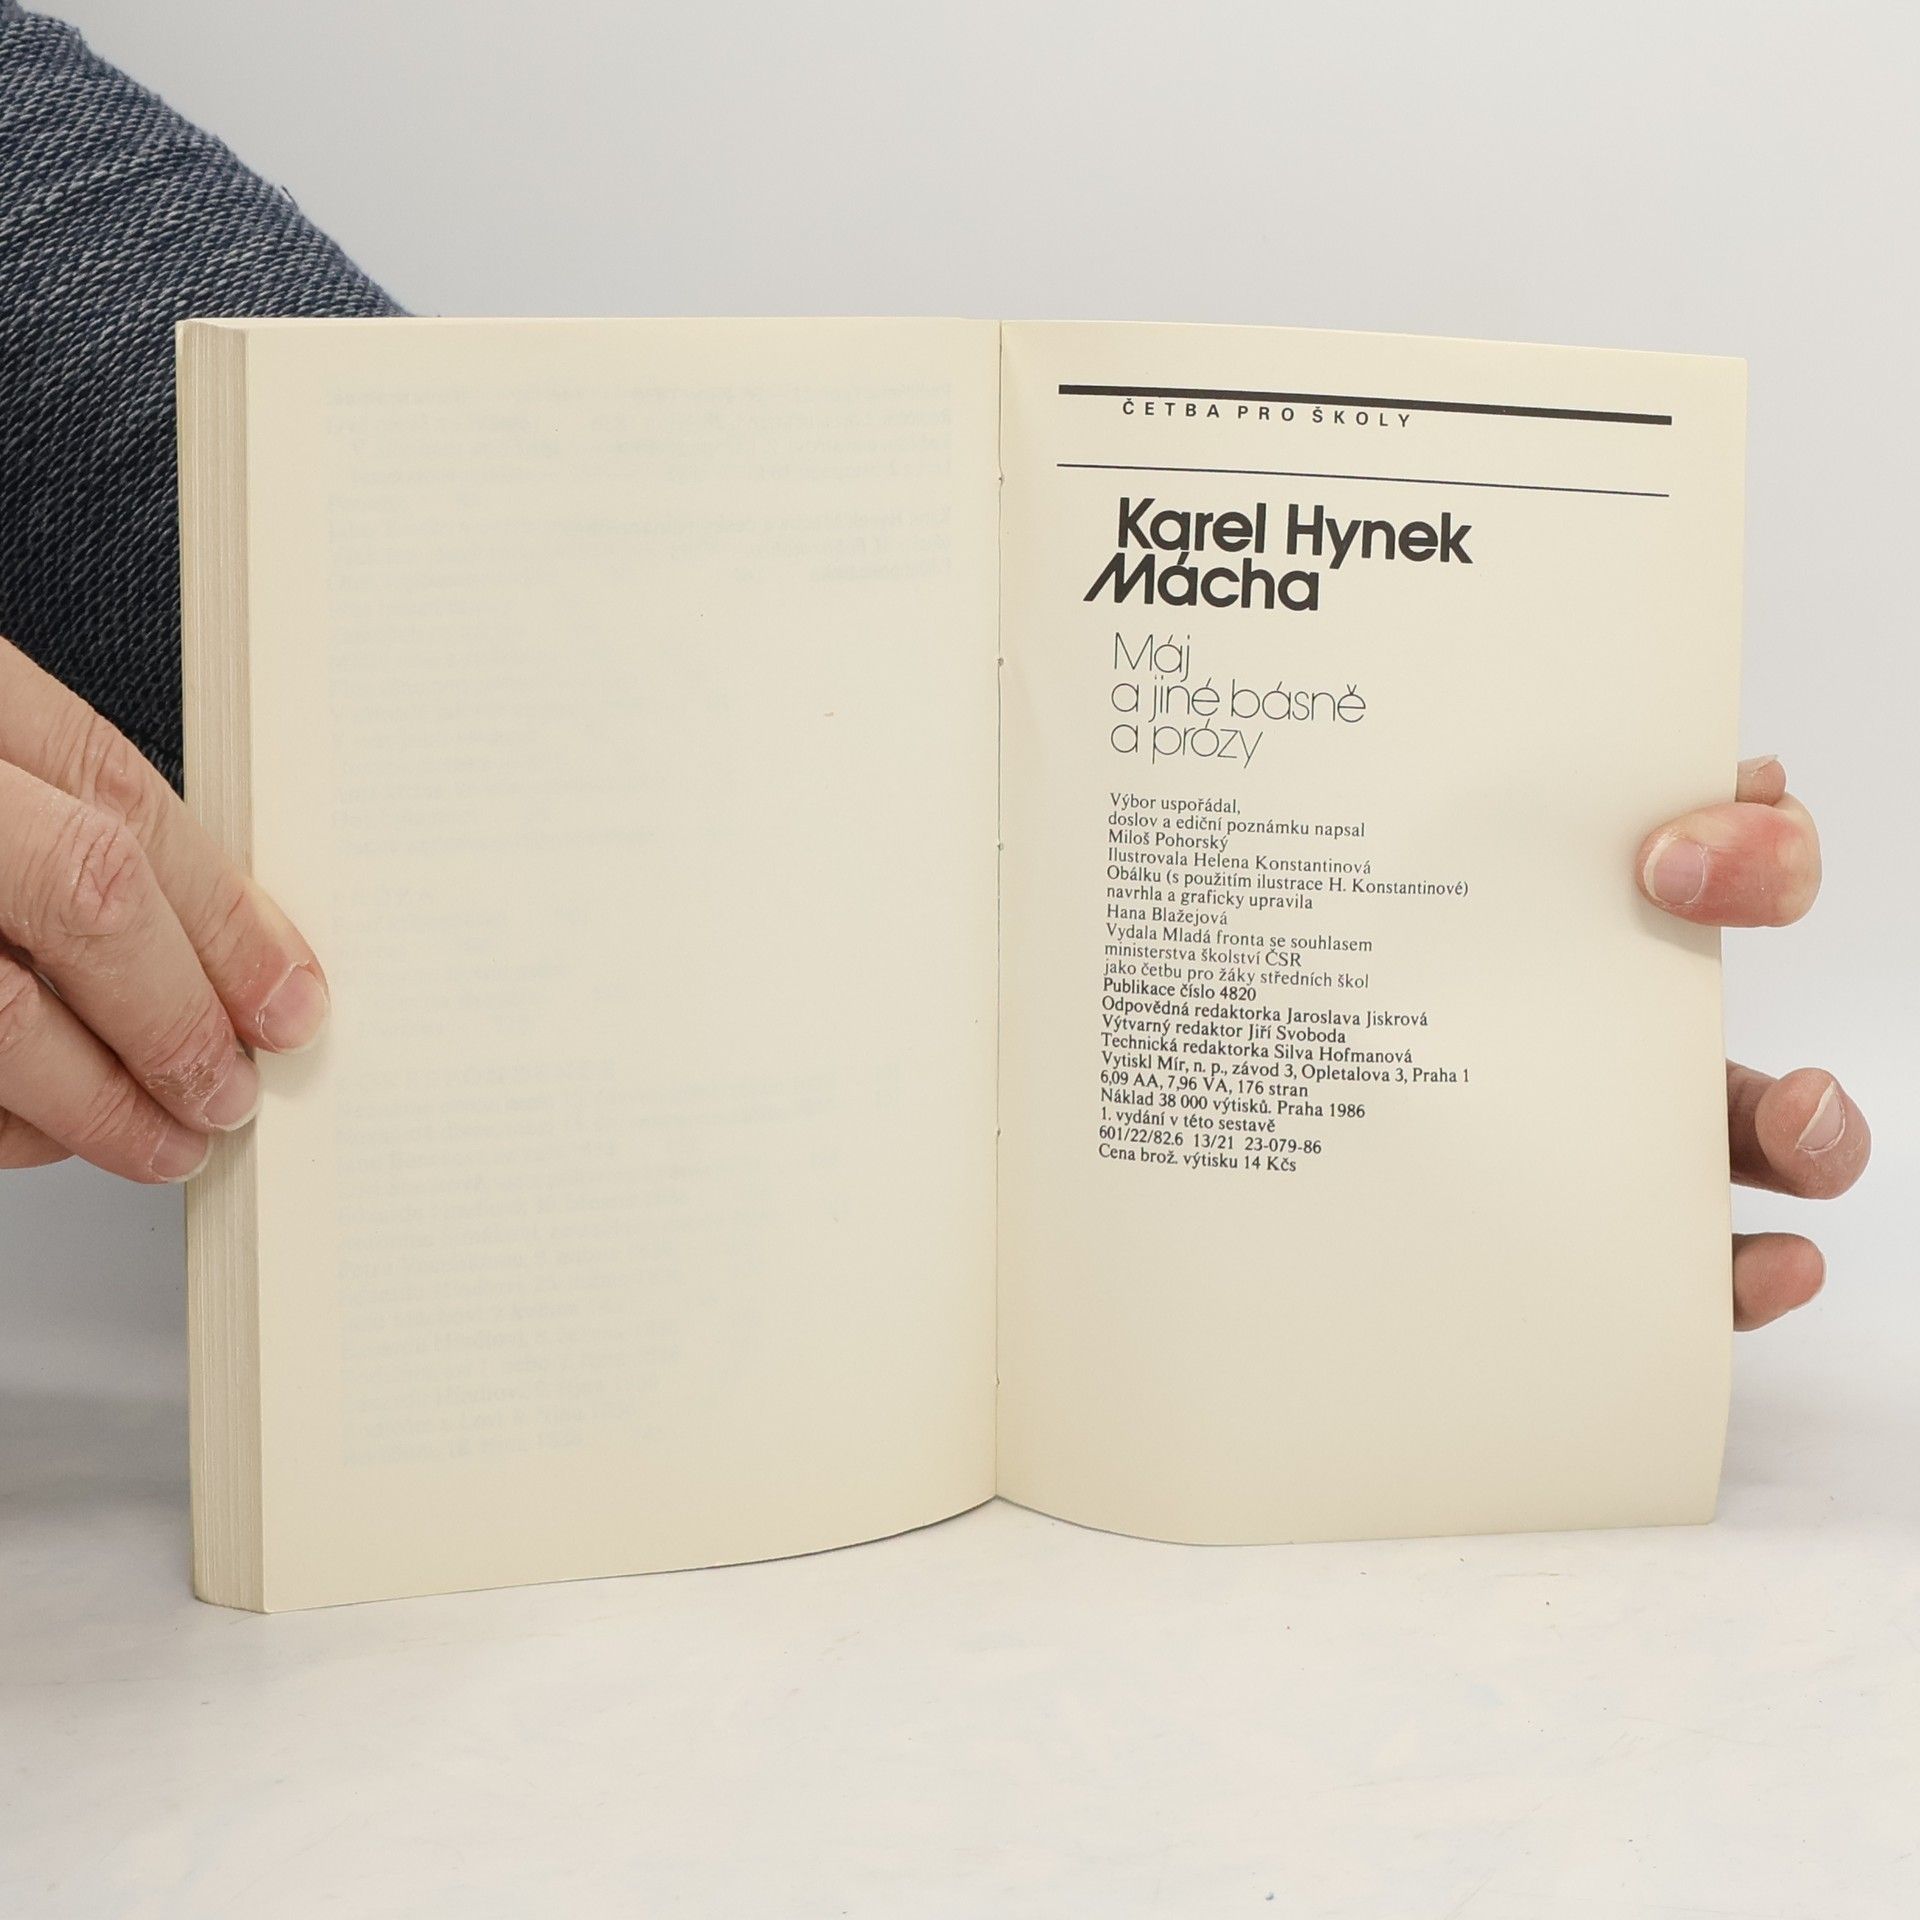 ČETBA PRO ŠKOLY
Karel Hynek
Mácha
Máj
a jiné básně
a prózy
Výbor uspořádal,
doslov a ediční poznámku napsal
Miloš Pohorský
Ilustrovala Helena Konstantinová
Obálku (s použitím ilustrace H. Konstantinové)
navrhla a graficky upravila
Hana Blažejová
Vydala Mladá fronta se souhlasem
ministerstva školství ČSR
jako četbu pro žáky středních škol
Publikace číslo 4820
Odpovědná redaktorka Jaroslava Jiskrová
Výtvarný redaktor Jiří Svoboda
Technická redaktorka Silva Hofmanová
Vytiskl Mír, n. p., závod 3, Opletalova 3, Praha 1
6,09 AA, 7,96 VA, 176 stran
Náklad 38 000 výtisků. Praha 1986
1. vydání v této sestavě
601/22/82.6 13/21 23-079-86
Cena brož. výtisku 14 Kčs